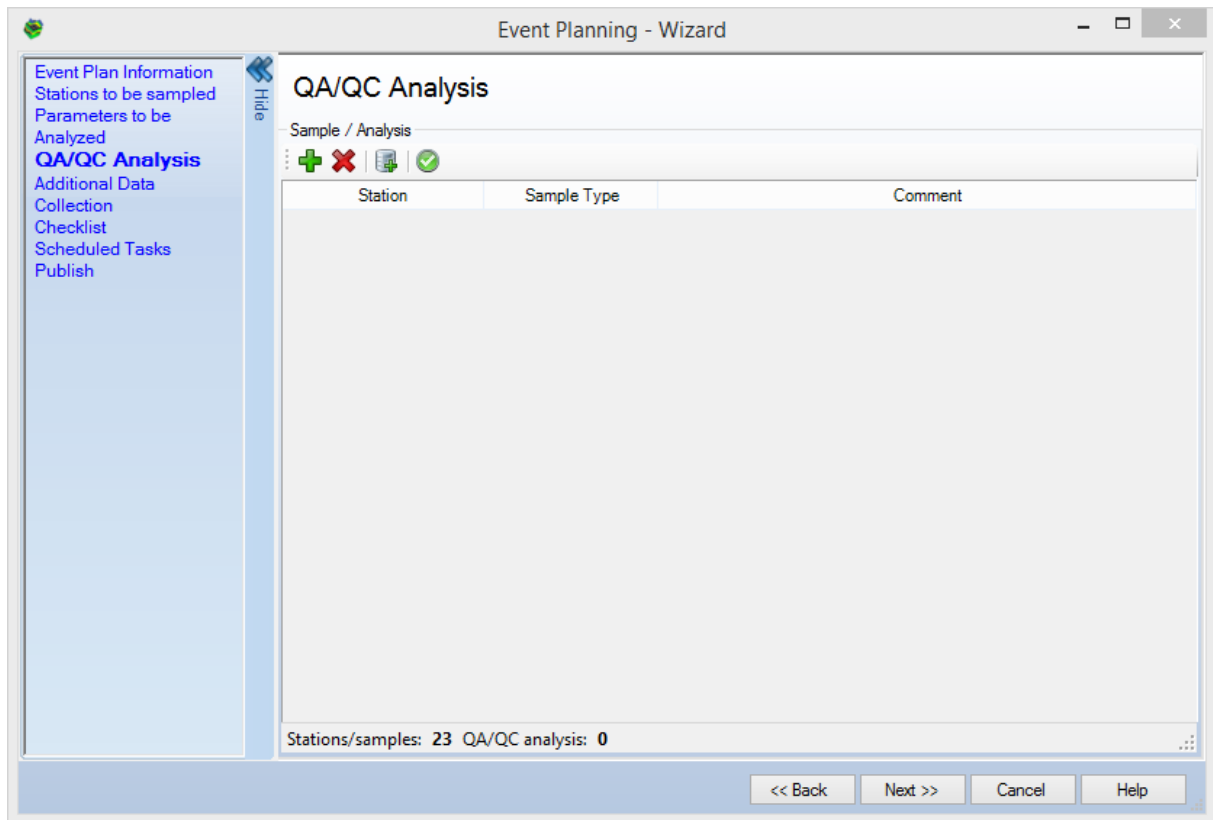 Event Planning - Wizard
Event Plan Information
Stations to be sampled
Parameters to be
Analyzed
QA/QC Analysis
Additional Data
Collection
Checklist
Scheduled Tasks
Publish
Hide
QA/QC Analysis
Sample / Analysis
Station Sample Type Comment
Stations/samples: 23 QA/QC analysis: 0
<< Back Next >> Cancel Help